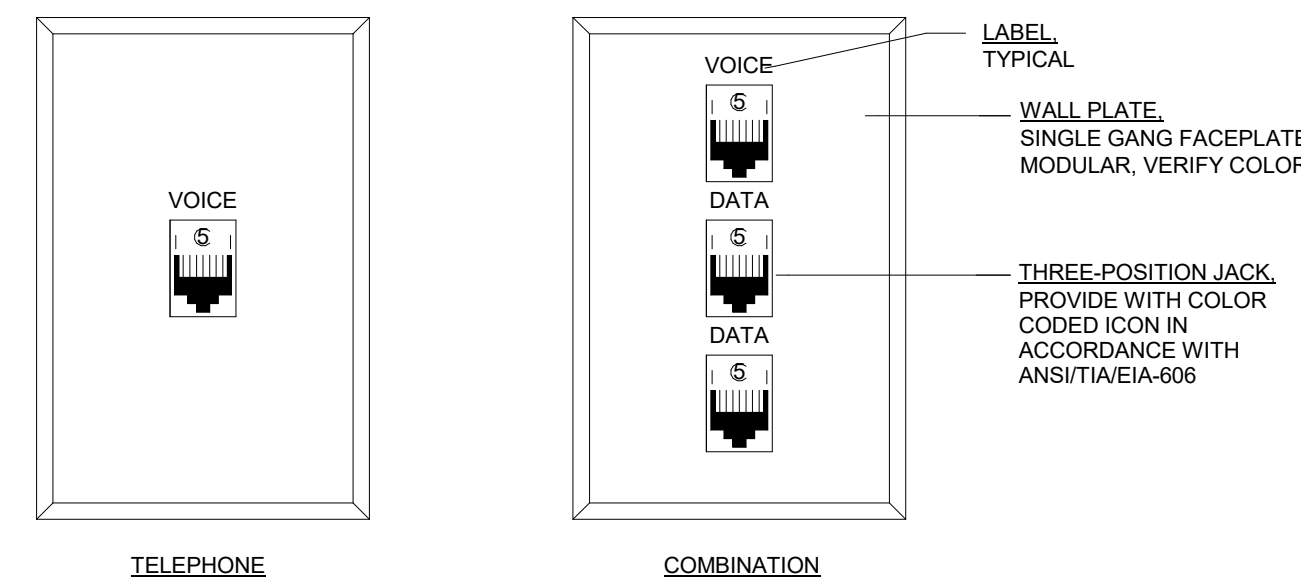 VOICE
5
TELEPHONE
VOICE
5
DATA
5
DATA
5
COMBINATION
LABEL,
TYPICAL
WALL PLATE,
SINGLE GANG FACEPLATE
MODULAR, VERIFY COLOR
THREE-POSITION JACK,
PROVIDE WITH COLOR
CODED ICON IN
ACCORDANCE WITH
ANSI/TIA/EIA-606